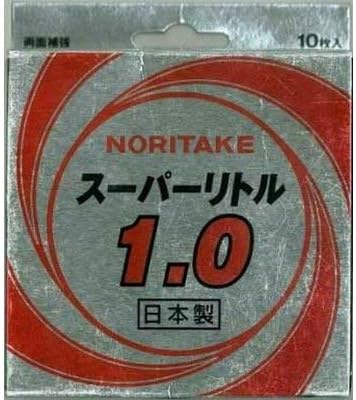 両面補強
10枚入
NORITAKE
スーパーリトル
1.0
日本製